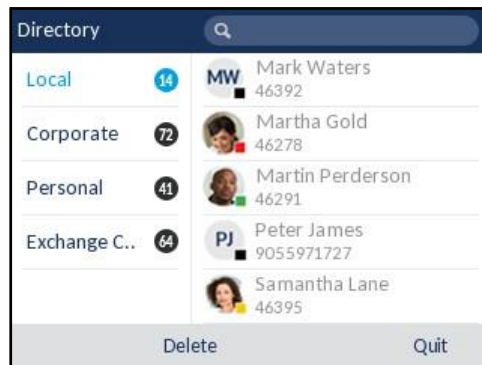 Directory
Local 14
Corporate 72
Personal 41
Exchange C.. 64
MW Mark Waters
46392
Martha Gold
46278
Martin Perderson
46291
PJ Peter James
9055971727
Samantha Lane
46395
Delete Quit